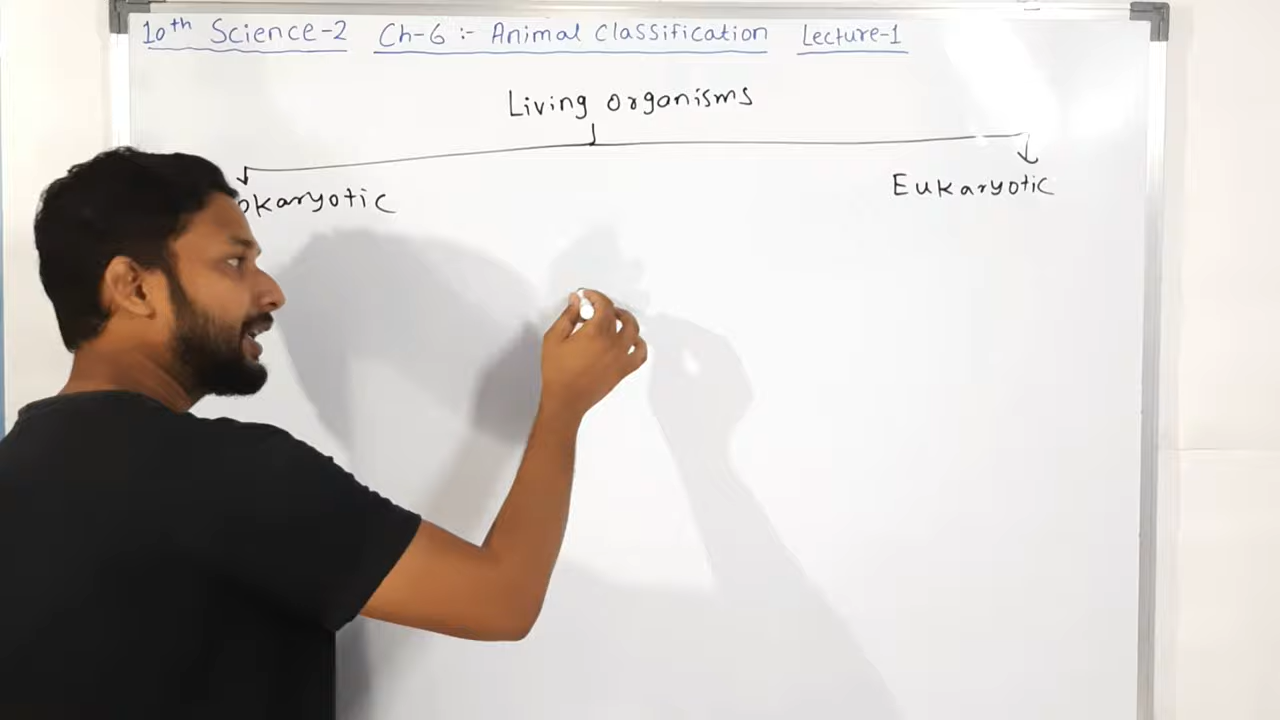 10th Science-2 Ch-6 :- Animal Classification Lecture-1
Living organisms
okaryotic Eukaryotic